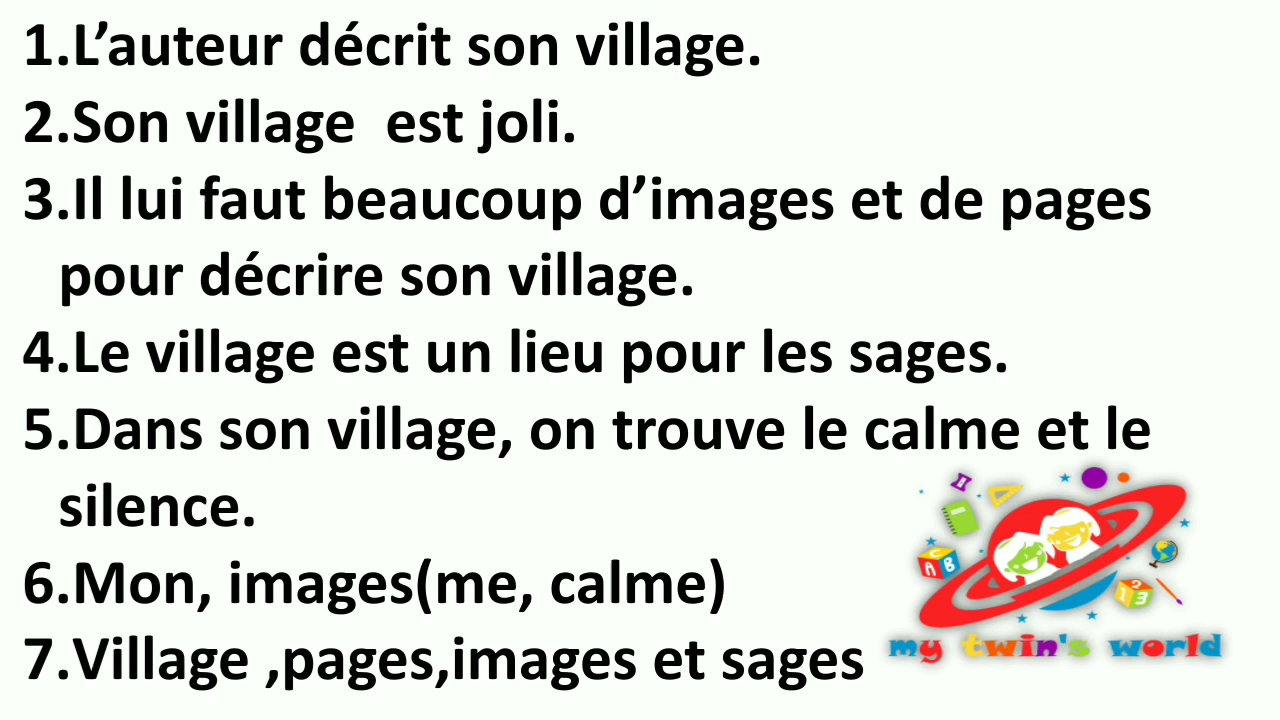 1.L’auteur décrit son village.
2.Son village  est joli.
3.Il lui faut beaucoup d’images et de pages
pour décrire son village.
4.Le village est un lieu pour les sages.
5.Dans son village, on trouve le calme et le
silence.
6.Mon, images(me, calme)
7.Village ,pages,images et sages
A B C
1 2 3
my twin's world